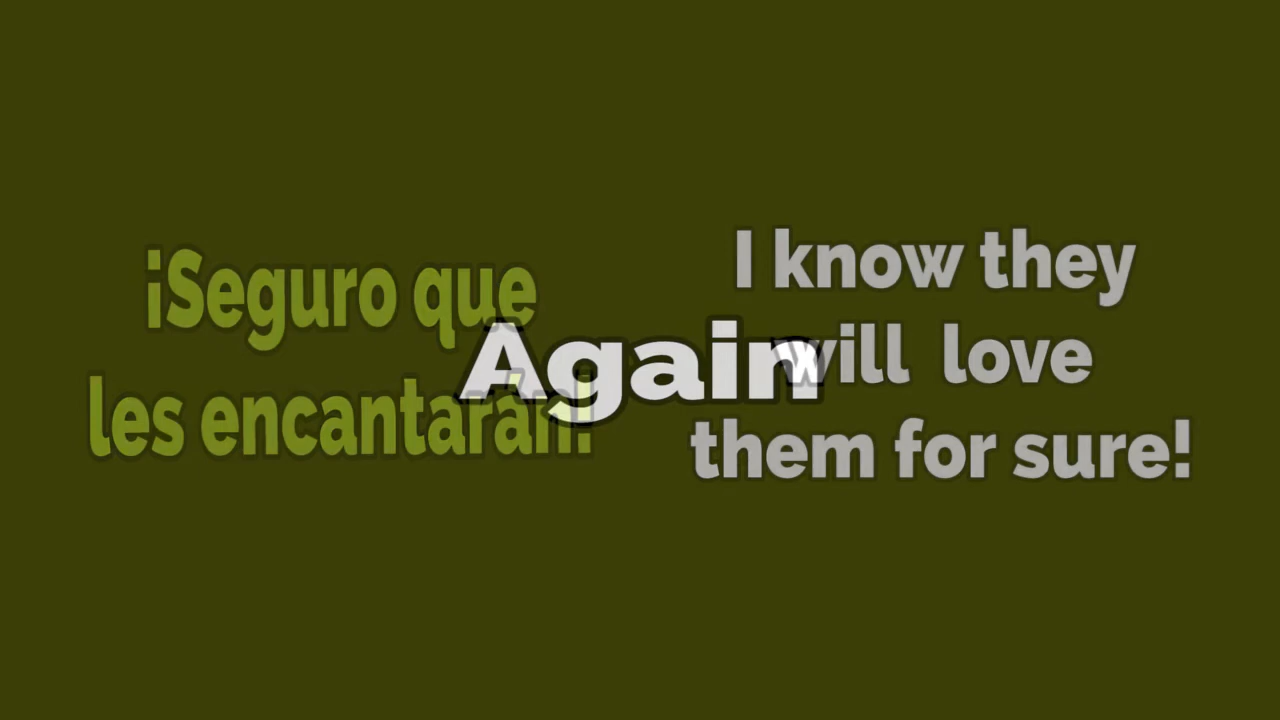 ¡Seguro que
les encantarán!
Again
I know they
will love
them for sure!